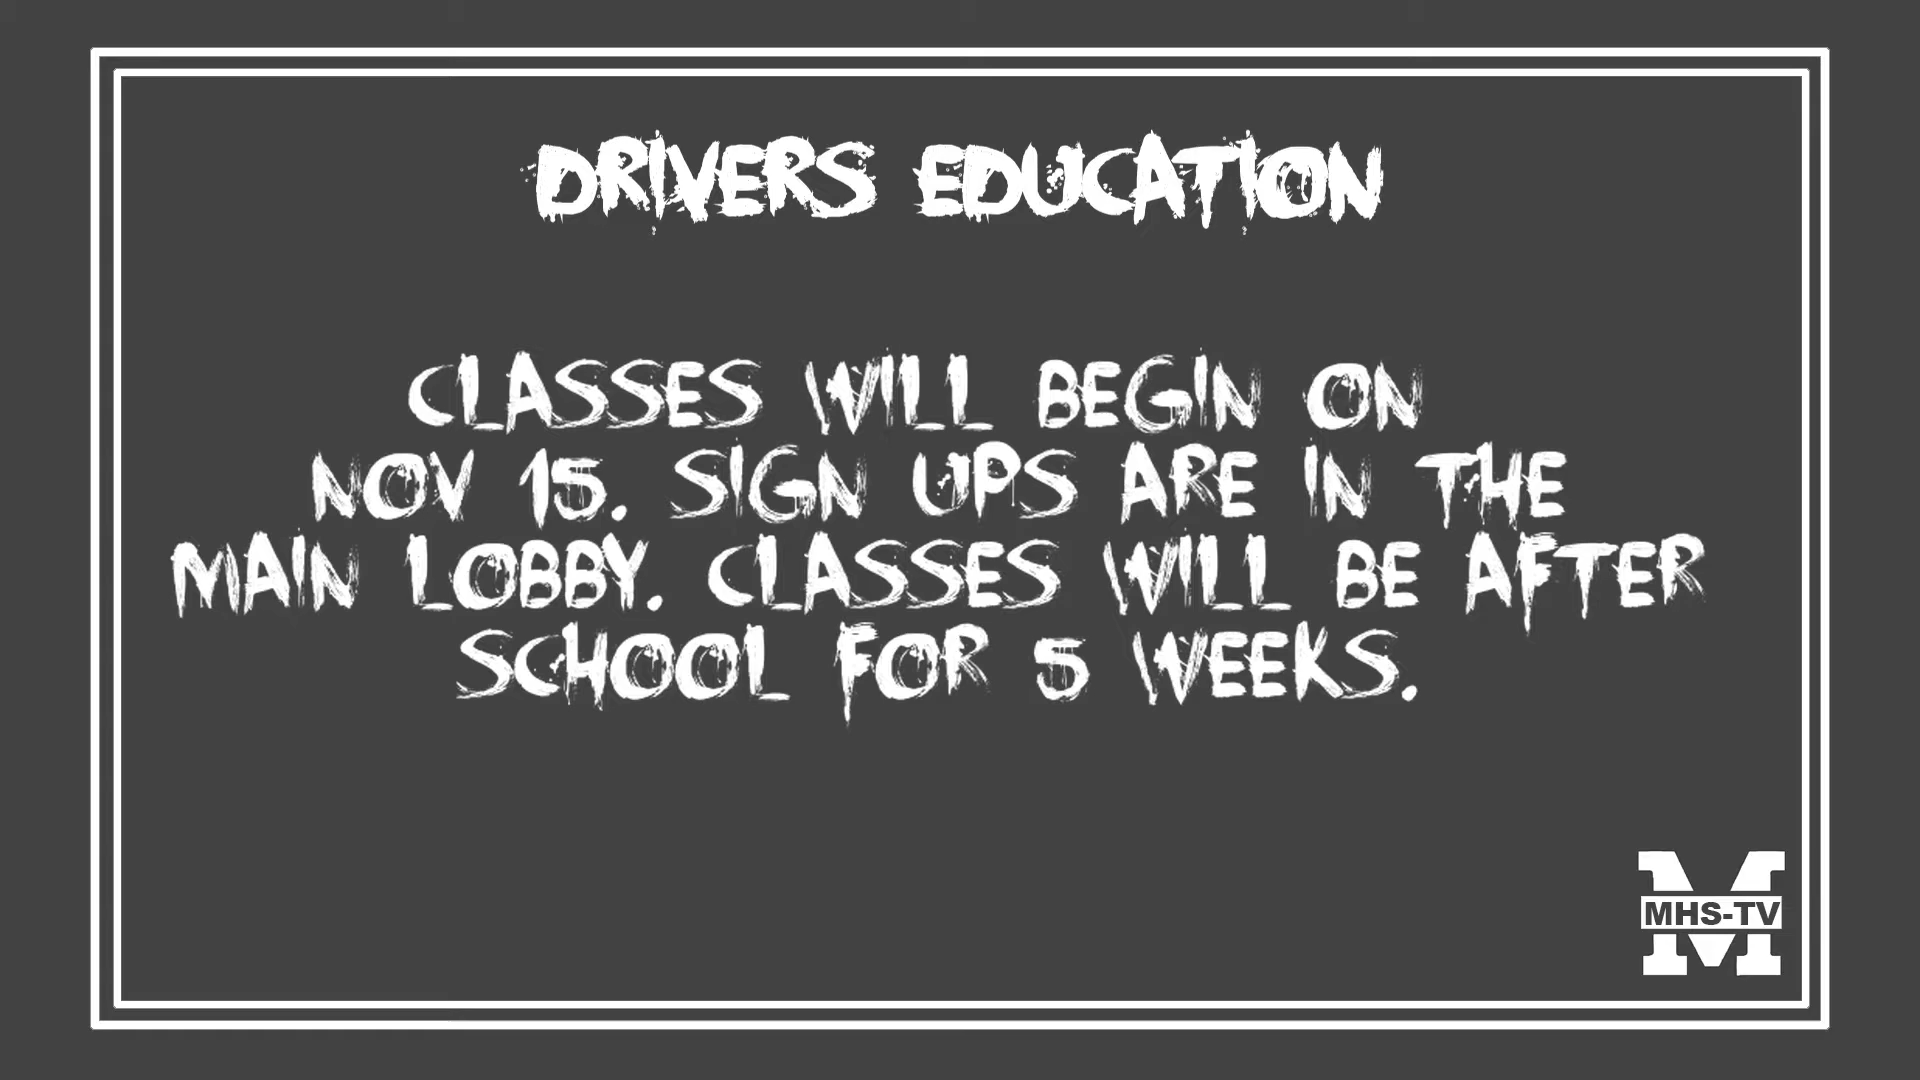 DRIVERS EDUCATION
CLASSES WILL BEGIN ON
NOV 15. SIGN UPS ARE IN THE
MAIN LOBBY. CLASSES WILL BE AFTER
SCHOOL FOR 5 WEEKS.
M
MHS-TV